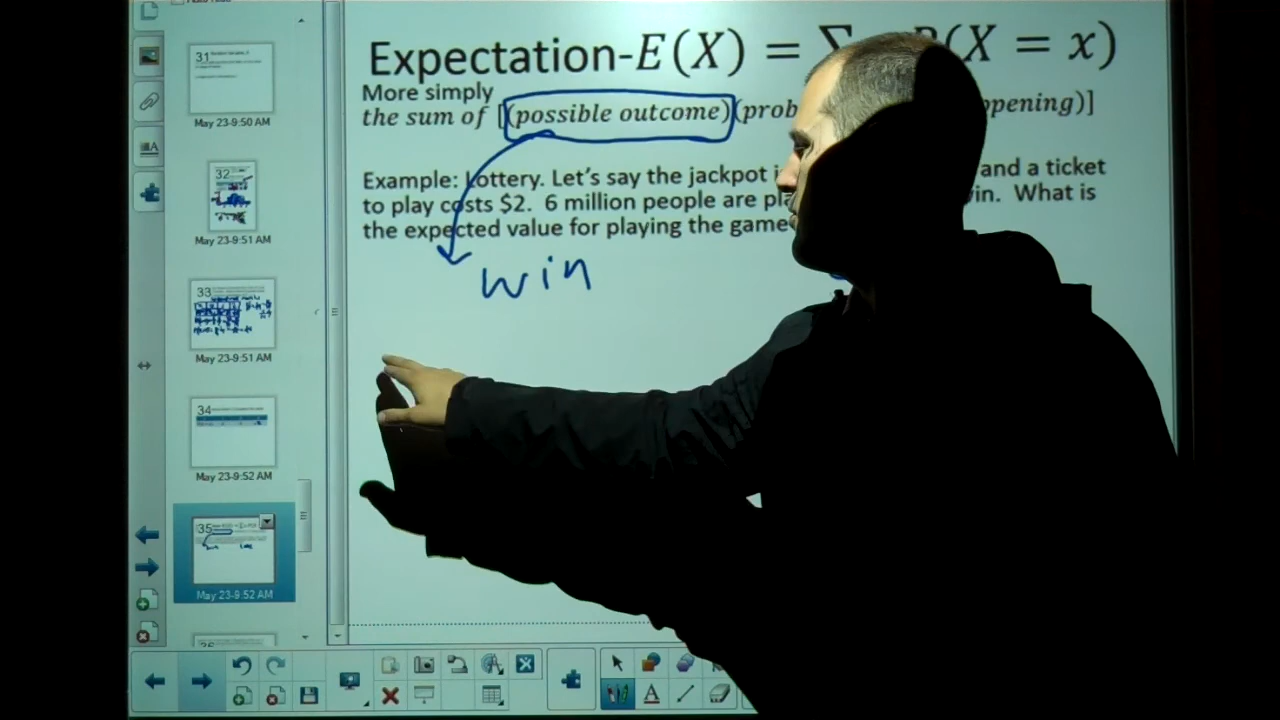 31
May 23-9:50 AM
32
May 23-9:51 AM
33
May 23-9:51 AM
34
May 23-9:52 AM
35
May 23-9:52 AM
Expectation-E(X) = (X = x)
More simply
the sum of [(possible outcome)(prob ppening)]
Example: Lottery. Let's say the jackpot and a ticket
to play costs $2. 6 million people are What is
the expected value for playing the game
win